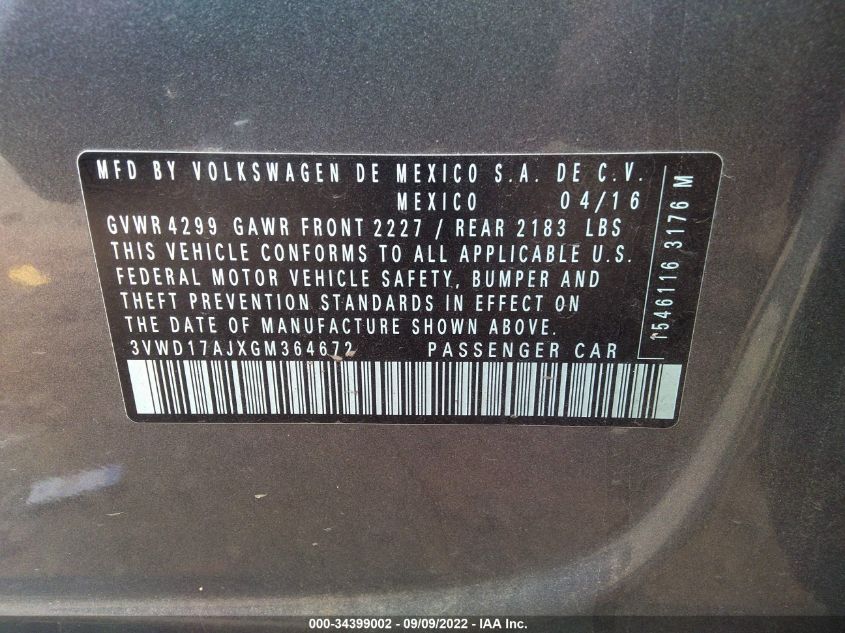 MFD BY VOLKSWAGEN DE MEXICO S.A. DE C.V.
MEXICO 04/16
GVWR 4299 GAWR FRONT 2227 / REAR 2183 LBS
THIS VEHICLE CONFORMS TO ALL APPLICABLE U.S.
FEDERAL MOTOR VEHICLE SAFETY, BUMPER AND
THEFT PREVENTION STANDARDS IN EFFECT ON
THE DATE OF MANUFACTURE SHOWN ABOVE.
3VWD17AJXGM364672 PASSENGER CAR
1546116 3176 M
000-34399002 - 09/09/2022 - IAA Inc.